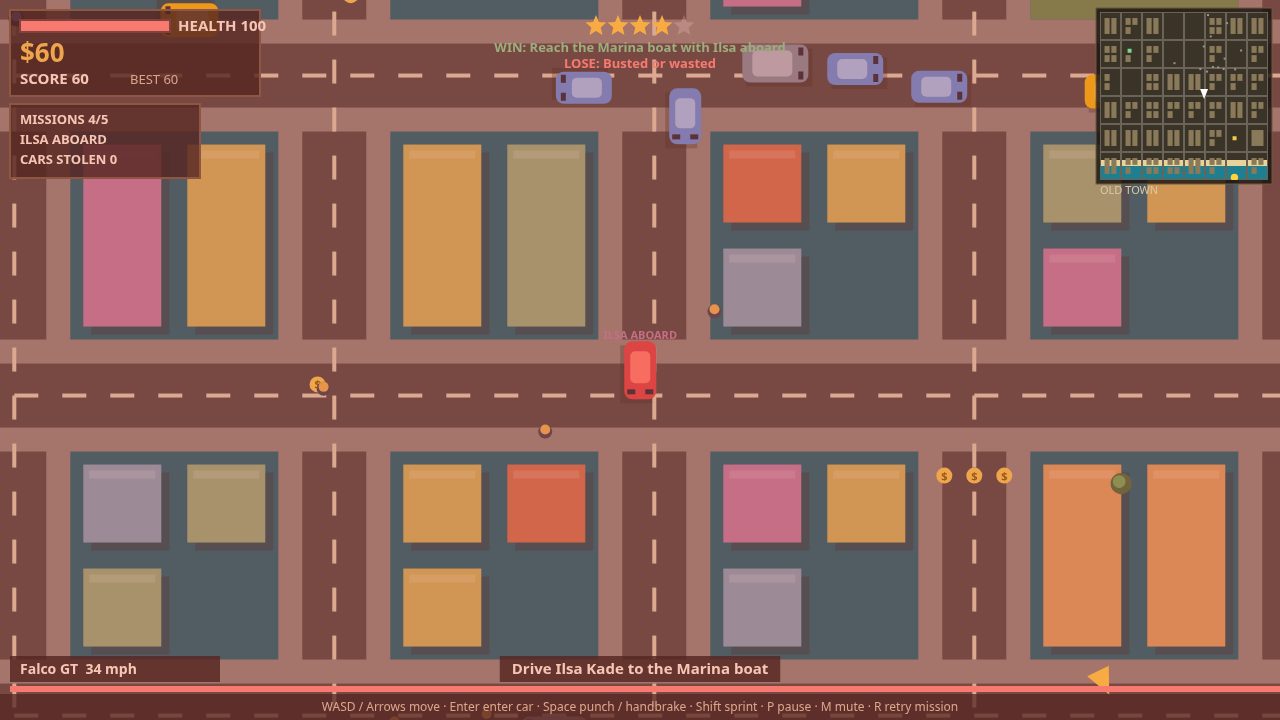 HEALTH 100
$60
SCORE 60 BEST 60
MISSIONS 4/5
ILSA ABOARD
CARS STOLEN 0
WIN: Reach the Marina boat with Ilsa aboard
LOSE: Busted or wasted
OLD TOWN
ILSA ABOARD
$
$ $ $
Falco GT 34 mph
Drive Ilsa Kade to the Marina boat
WASD / Arrows move · Enter enter car · Space punch / handbrake · Shift sprint · P pause · M mute · R retry mission